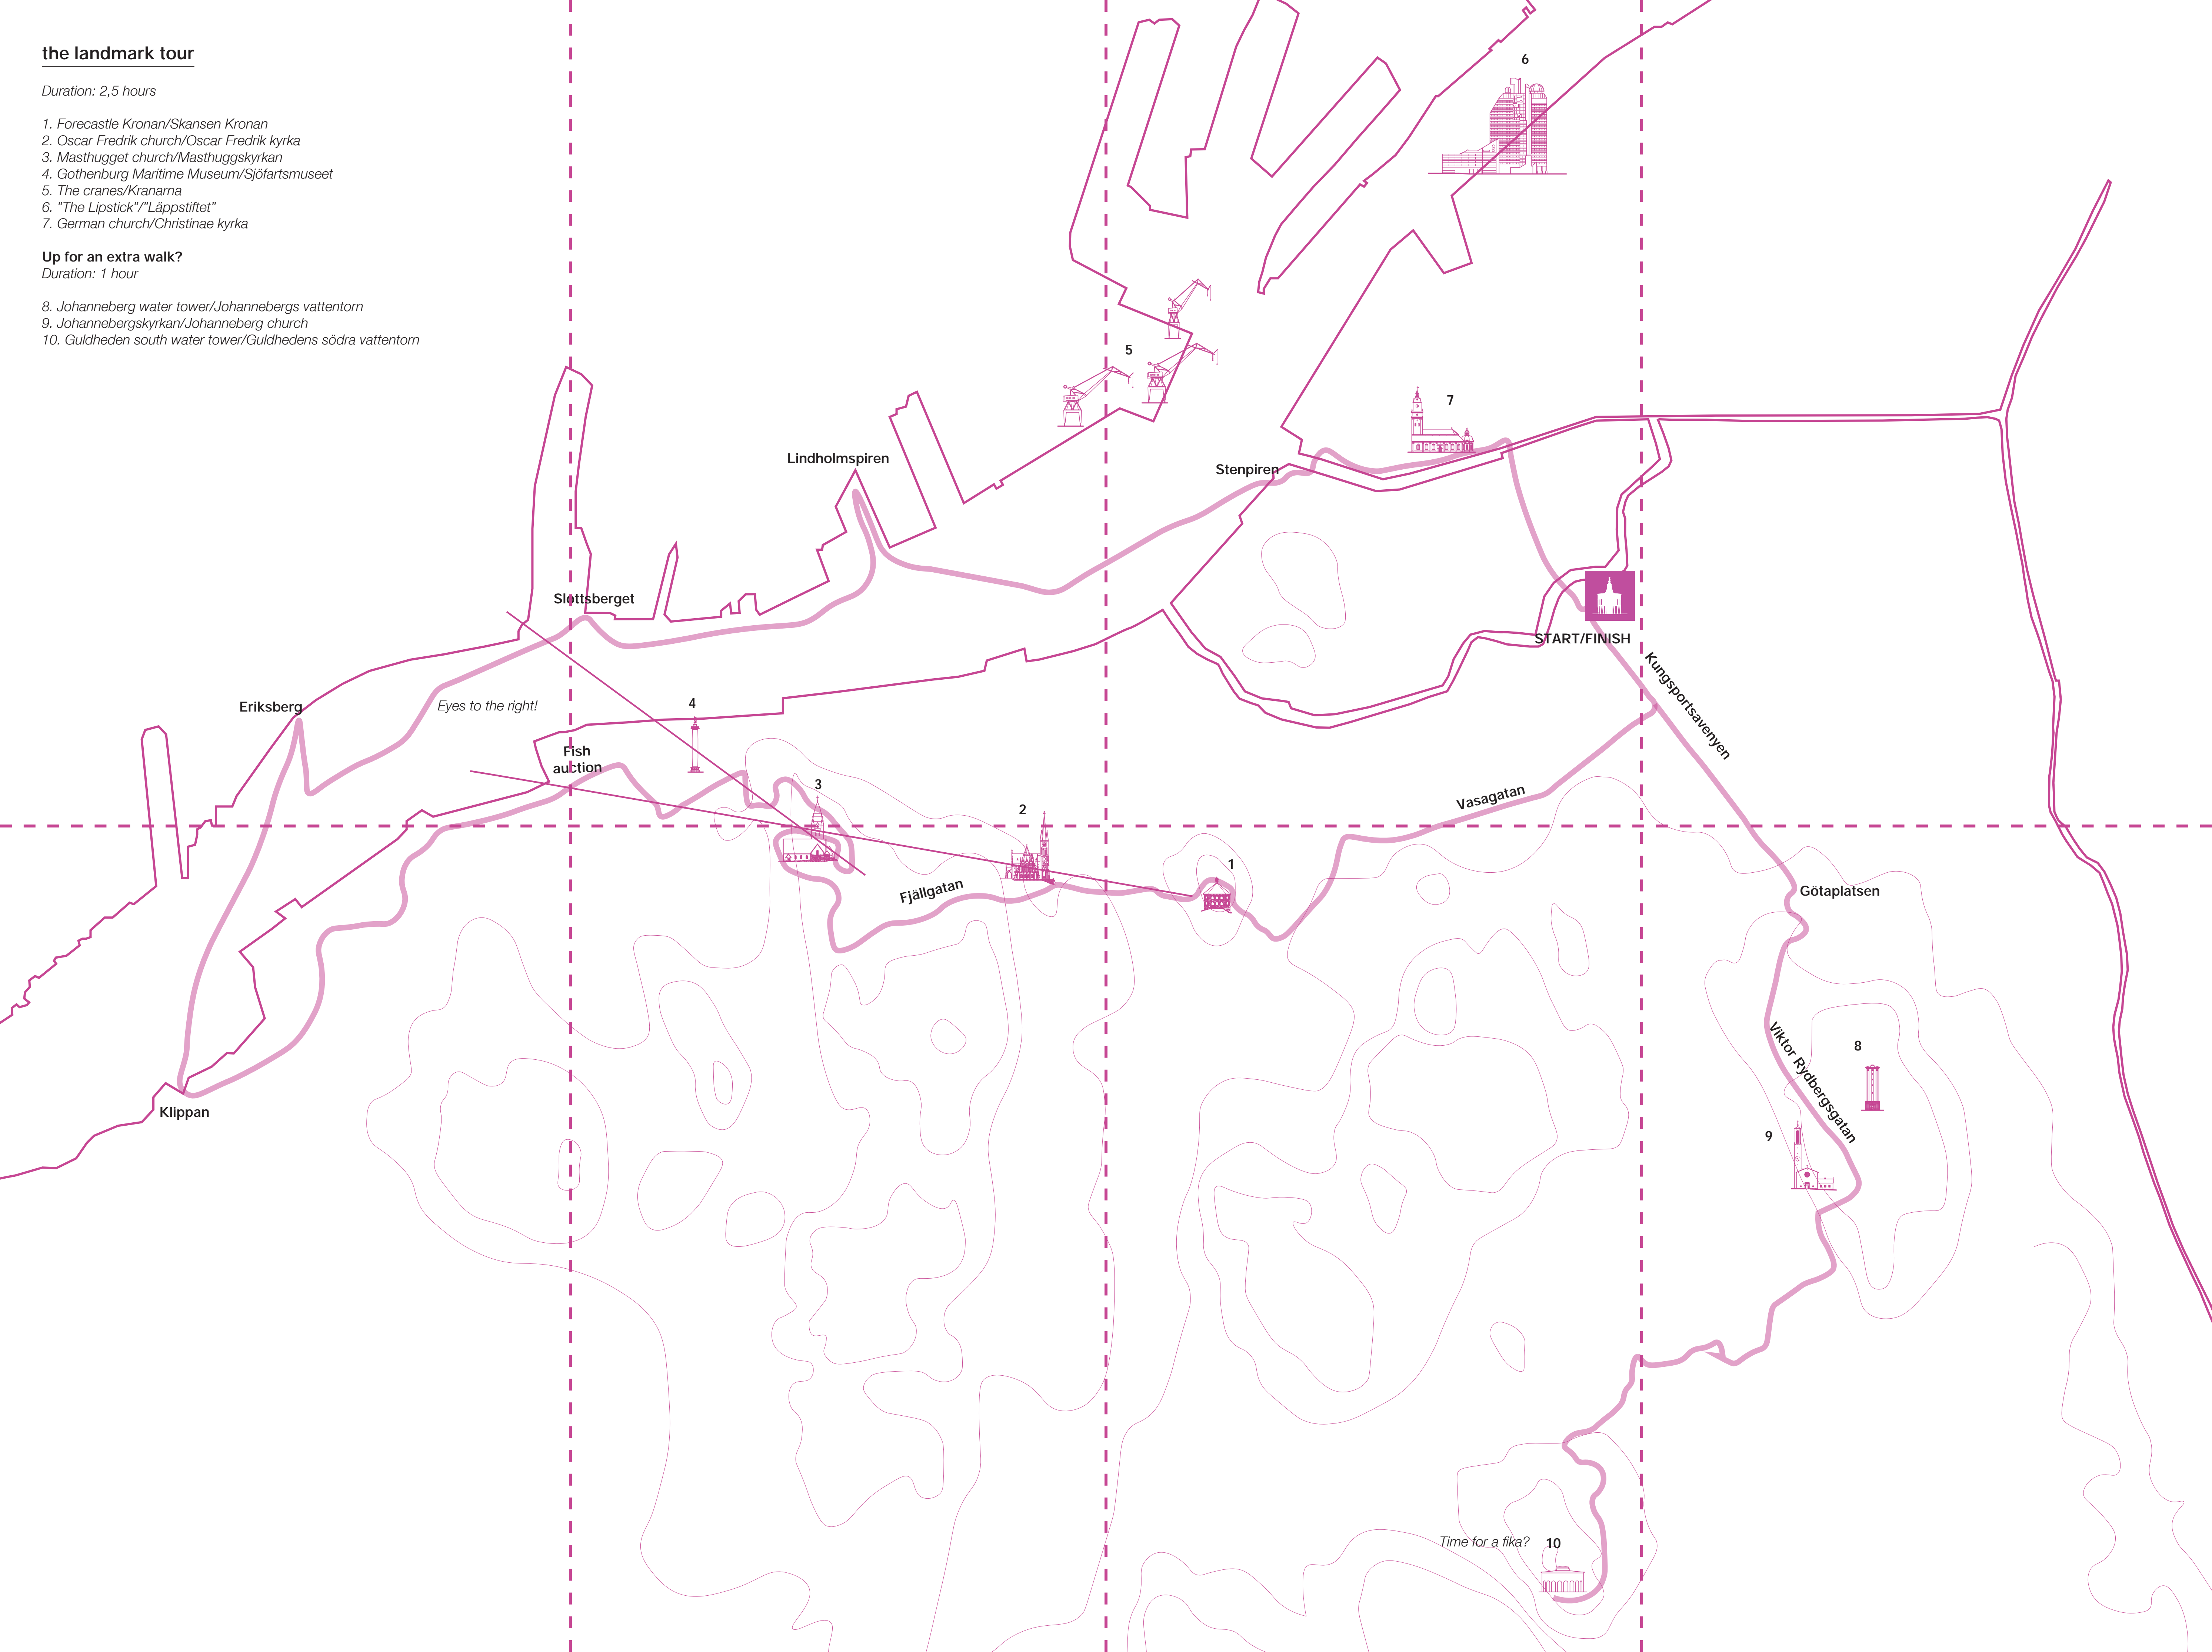 the landmark tour
Duration: 2,5 hours
1. Forecastle Kronan/Skansen Kronan
2. Oscar Fredrik church/Oscar Fredrik kyrka
3. Masthugget church/Masthuggskyrkan
4. Gothenburg Maritime Museum/Sjöfartsmuseet
5. The cranes/Kranarna
6. ”The Lipstick”/”Läppstiftet”
7. German church/Christinae kyrka
Up for an extra walk?
Duration: 1 hour
8. Johanneberg water tower/Johannebergs vattentorn
9. Johannebergskyrkan/Johanneberg church
10. Guldheden south water tower/Guldhedens södra vattentorn
6
5
7
Lindholmspiren
Stenpiren
Slottsberget
START/FINISH
Kungsportsavenyen
Eriksberg
Eyes to the right!
4
Fish
auction
3
2
Vasagatan
1
Fjällgatan
Götaplatsen
Viktor Rydbergsgatan
8
Klippan
9
Time for a fika?
10